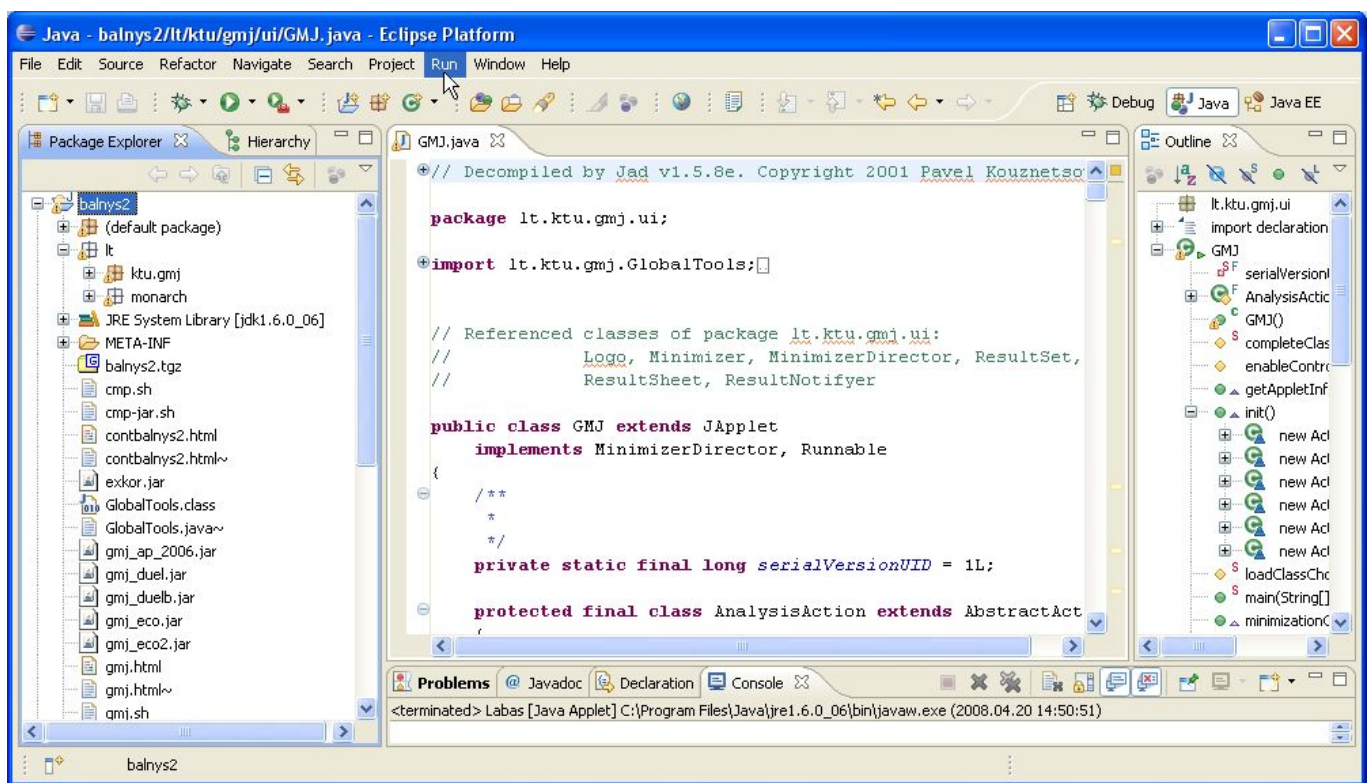 Java - balnys2/lt/ktu/gmj/ui/GMJ.java - Eclipse Platform
File Edit Source Refactor Navigate Search Project Run Window Help
Debug Java Java EE
Package Explorer Hierarchy
balnys2
(default package)
lt
ktu.gmj
monarch
JRE System Library [jdk1.6.0_06]
META-INF
balnys2.tgz
cmp.sh
cmp-jar.sh
contbalnys2.html
contbalnys2.html~
exkor.jar
GlobalTools.class
GlobalTools.java~
gmj_ap_2006.jar
gmj_duel.jar
gmj_duelb.jar
gmj_eco.jar
gmj_eco2.jar
gmj.html
gmj.html~
gmj.sh
GMJ.java
// Decompiled by Jad v1.5.8e. Copyright 2001 Pavel Kouznetso
package lt.ktu.gmj.ui;
import lt.ktu.gmj.GlobalTools;
// Referenced classes of package lt.ktu.gmj.ui:
// Logo, Minimizer, MinimizerDirector, ResultSet,
// ResultSheet, ResultNotifyer
public class GMJ extends JApplet
implements MinimizerDirector, Runnable
{
/**
*
*/
private static final long serialVersionUID = 1L;
protected final class AnalysisAction extends AbstractAct
{
Outline
lt.ktu.gmj.ui
import declaration
GMJ
S F serialVersionU
F AnalysisActic
C GMJ()
S completeClas
enableContro
getAppletInf
init()
new Act
new Act
new Act
new Act
new Act
new Act
S loadClassCho
S main(String[]
minimizationC
Problems @ Javadoc Declaration Console
<terminated> Labas [Java Applet] C:\Program Files\Java\jre1.6.0_06\bin\javaw.exe (2008.04.20 14:50:51)
balnys2